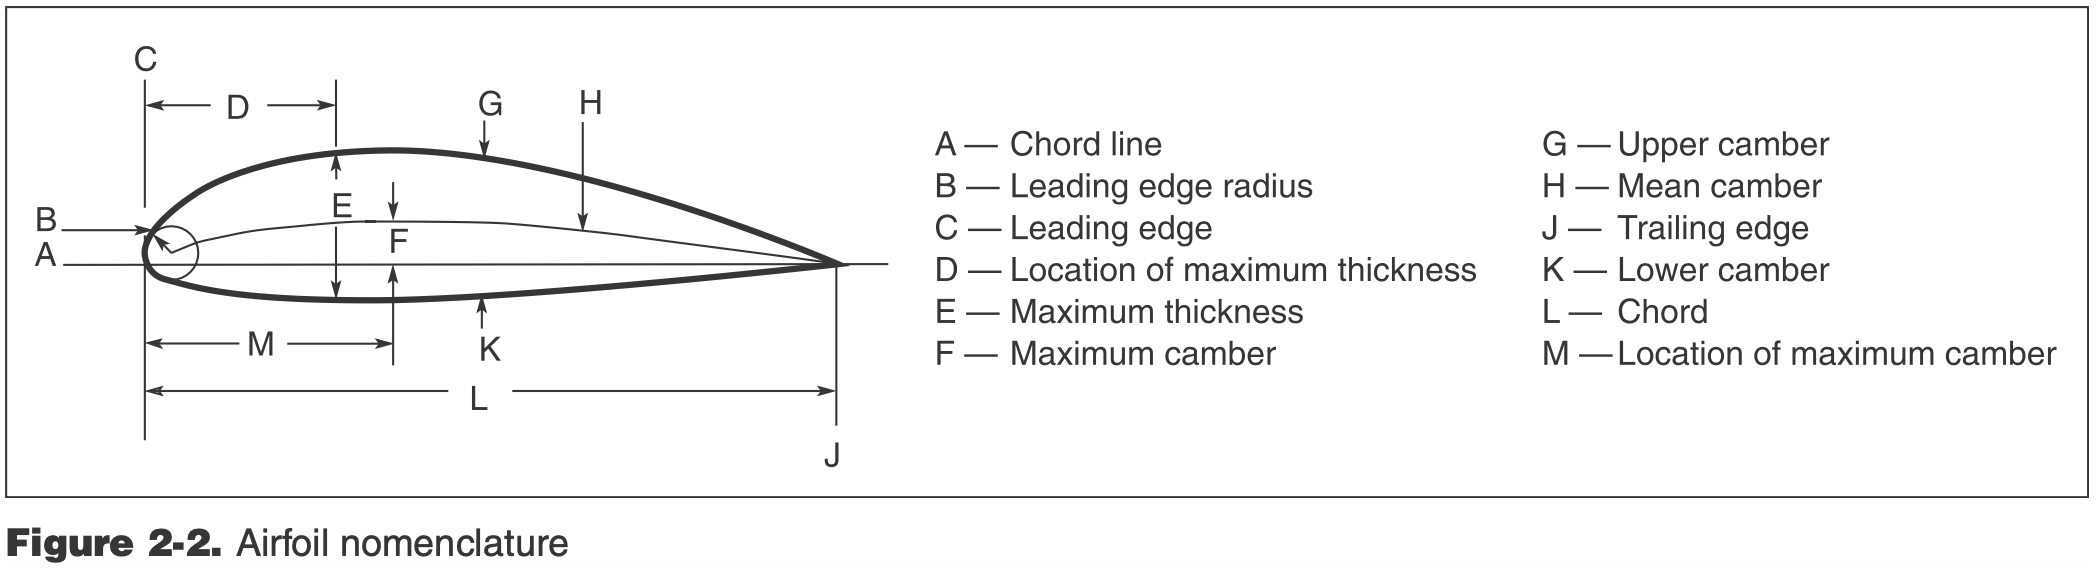 C
D
G
H
B
E
F
A
M
K
L
J
A — Chord line
B — Leading edge radius
C — Leading edge
D — Location of maximum thickness
E — Maximum thickness
F — Maximum camber
G — Upper camber
H — Mean camber
J — Trailing edge
K — Lower camber
L — Chord
M — Location of maximum camber
Figure 2-2. Airfoil nomenclature